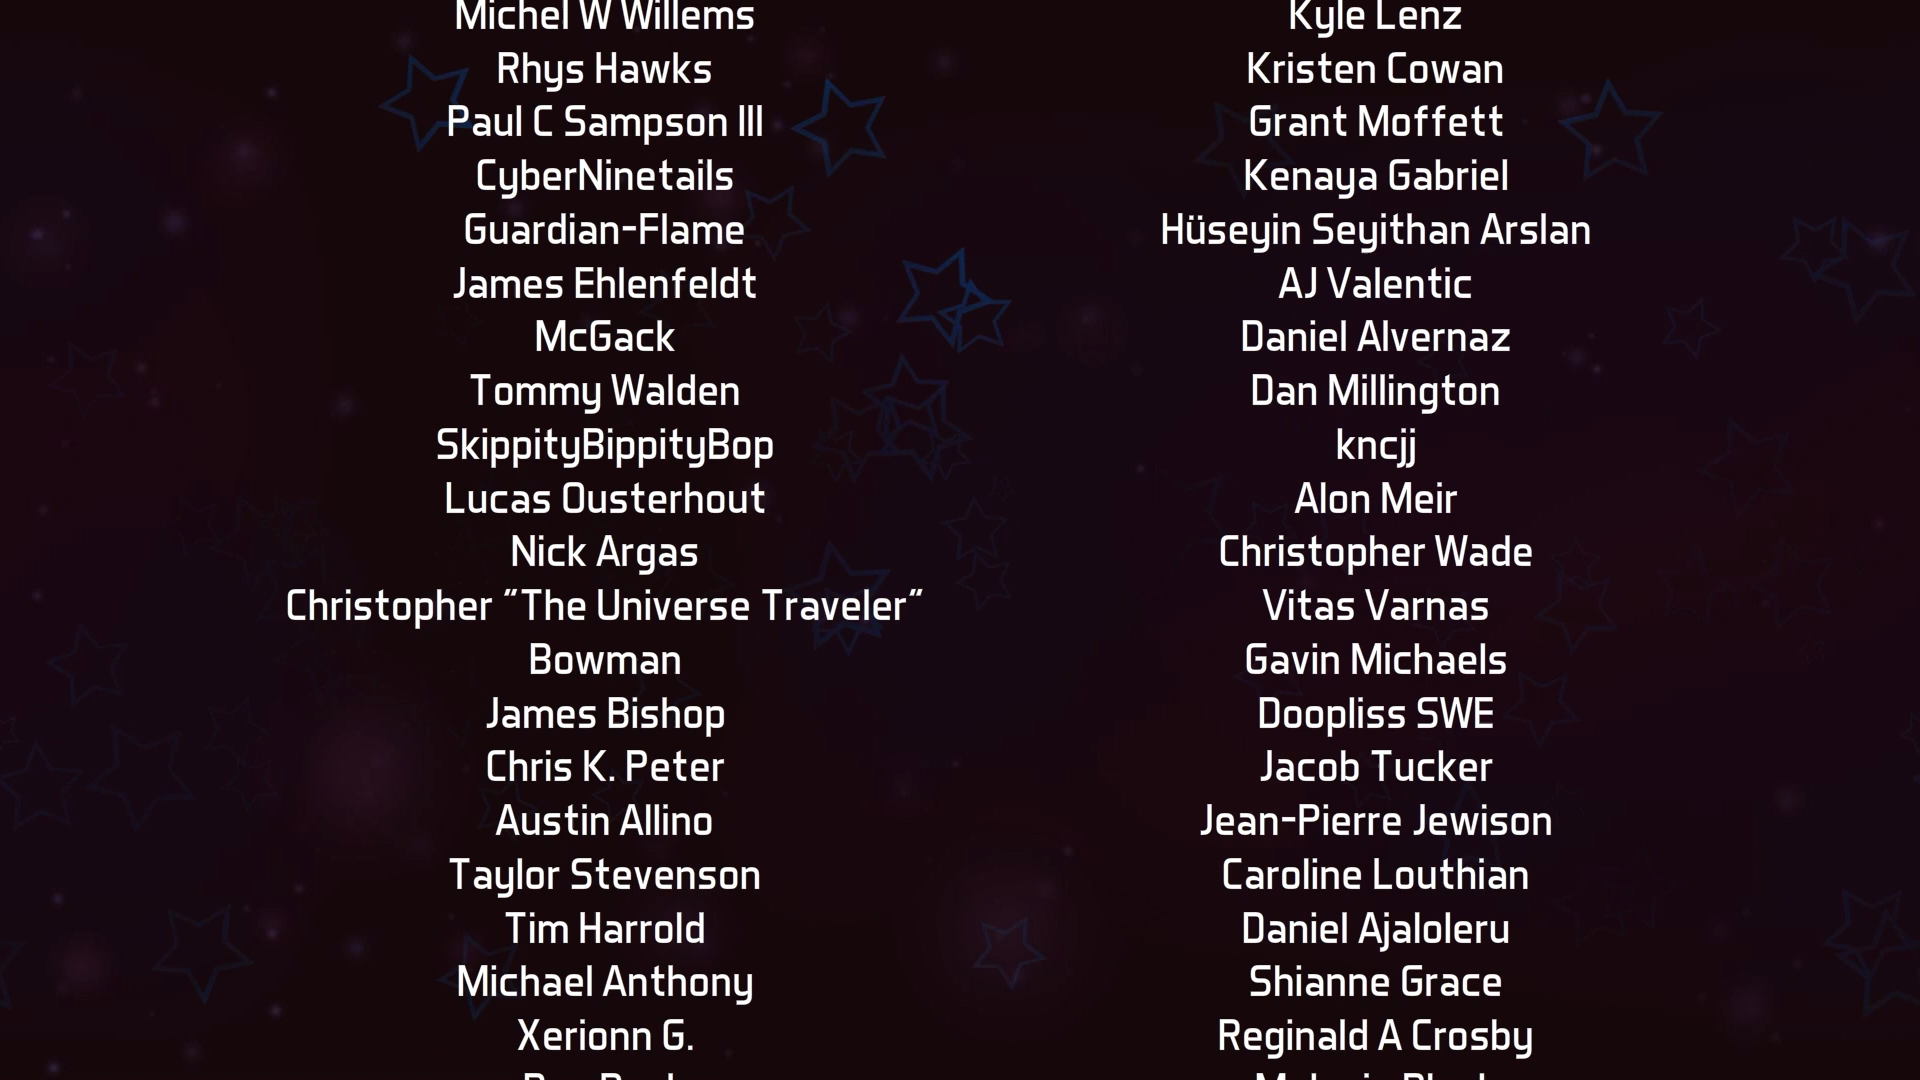 Michel W Willems
Rhys Hawks
Paul C Sampson III
CyberNinetails
Guardian-Flame
James Ehlenfeldt
McGack
Tommy Walden
SkippityBippityBop
Lucas Ousterhout
Nick Argas
Christopher "The Universe Traveler"
Bowman
James Bishop
Chris K. Peter
Austin Allino
Taylor Stevenson
Tim Harrold
Michael Anthony
Xerionn G.
Kyle Lenz
Kristen Cowan
Grant Moffett
Kenaya Gabriel
Hüseyin Seyithan Arslan
AJ Valentic
Daniel Alvernaz
Dan Millington
kncjj
Alon Meir
Christopher Wade
Vitas Varnas
Gavin Michaels
Doopliss SWE
Jacob Tucker
Jean-Pierre Jewison
Caroline Louthian
Daniel Ajaloleru
Shianne Grace
Reginald A Crosby